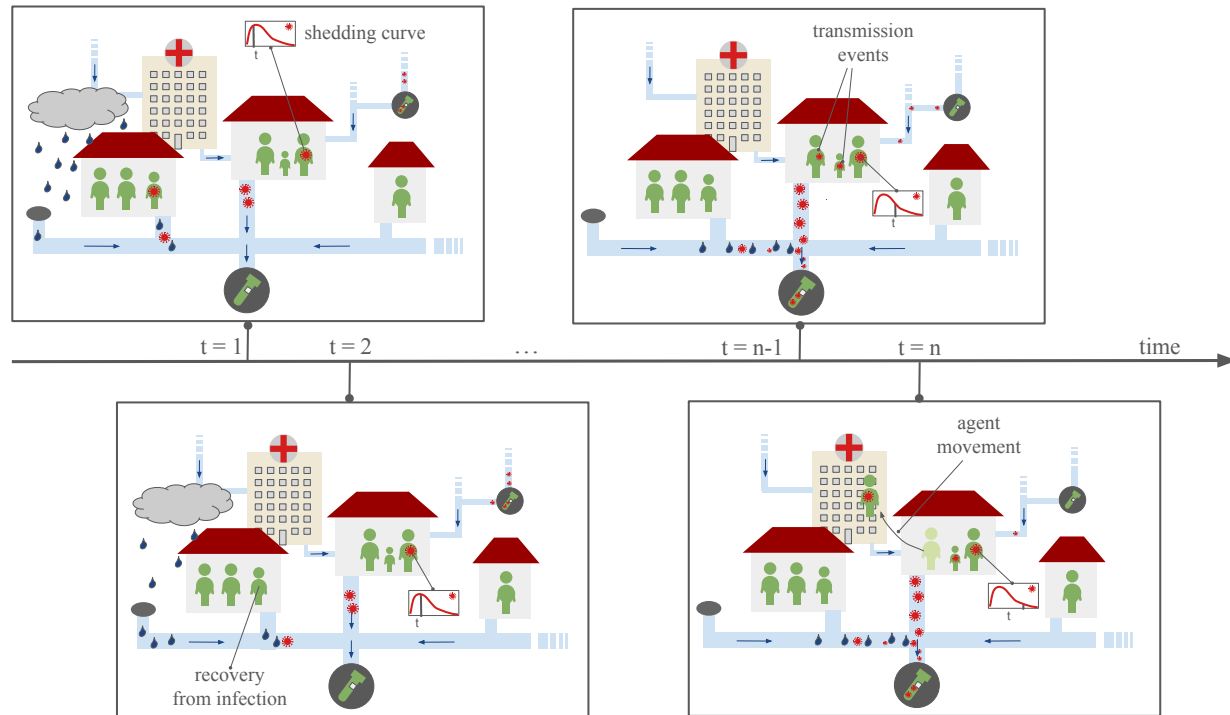 shedding curve
t
transmission
events
t
t = 1
t = 2
...
t = n-1
t = n
time
agent
movement
t
recovery
from infection
t